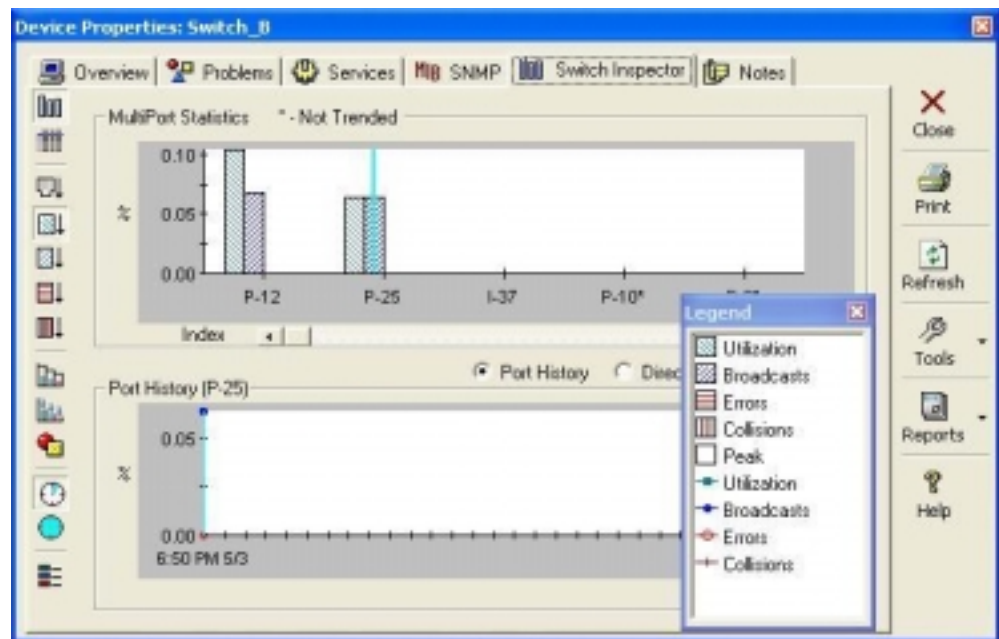 Device Properties: Switch_B
Overview
Problems
Services
MIB SNMP
Switch Inspector
Notes
MultiPort Statistics * - Not Trended
0.10
%
0.05
0.00
P-12
P-25
I-37
P-10*
Index
Port History
Direc
Port History (P-25)
0.05
%
0.00
6:50 PM 5/3
Legend
Utilization
Broadcasts
Errors
Collisions
Peak
Utilization
Broadcasts
Errors
Collisions
Close
Print
Refresh
Tools
Reports
Help